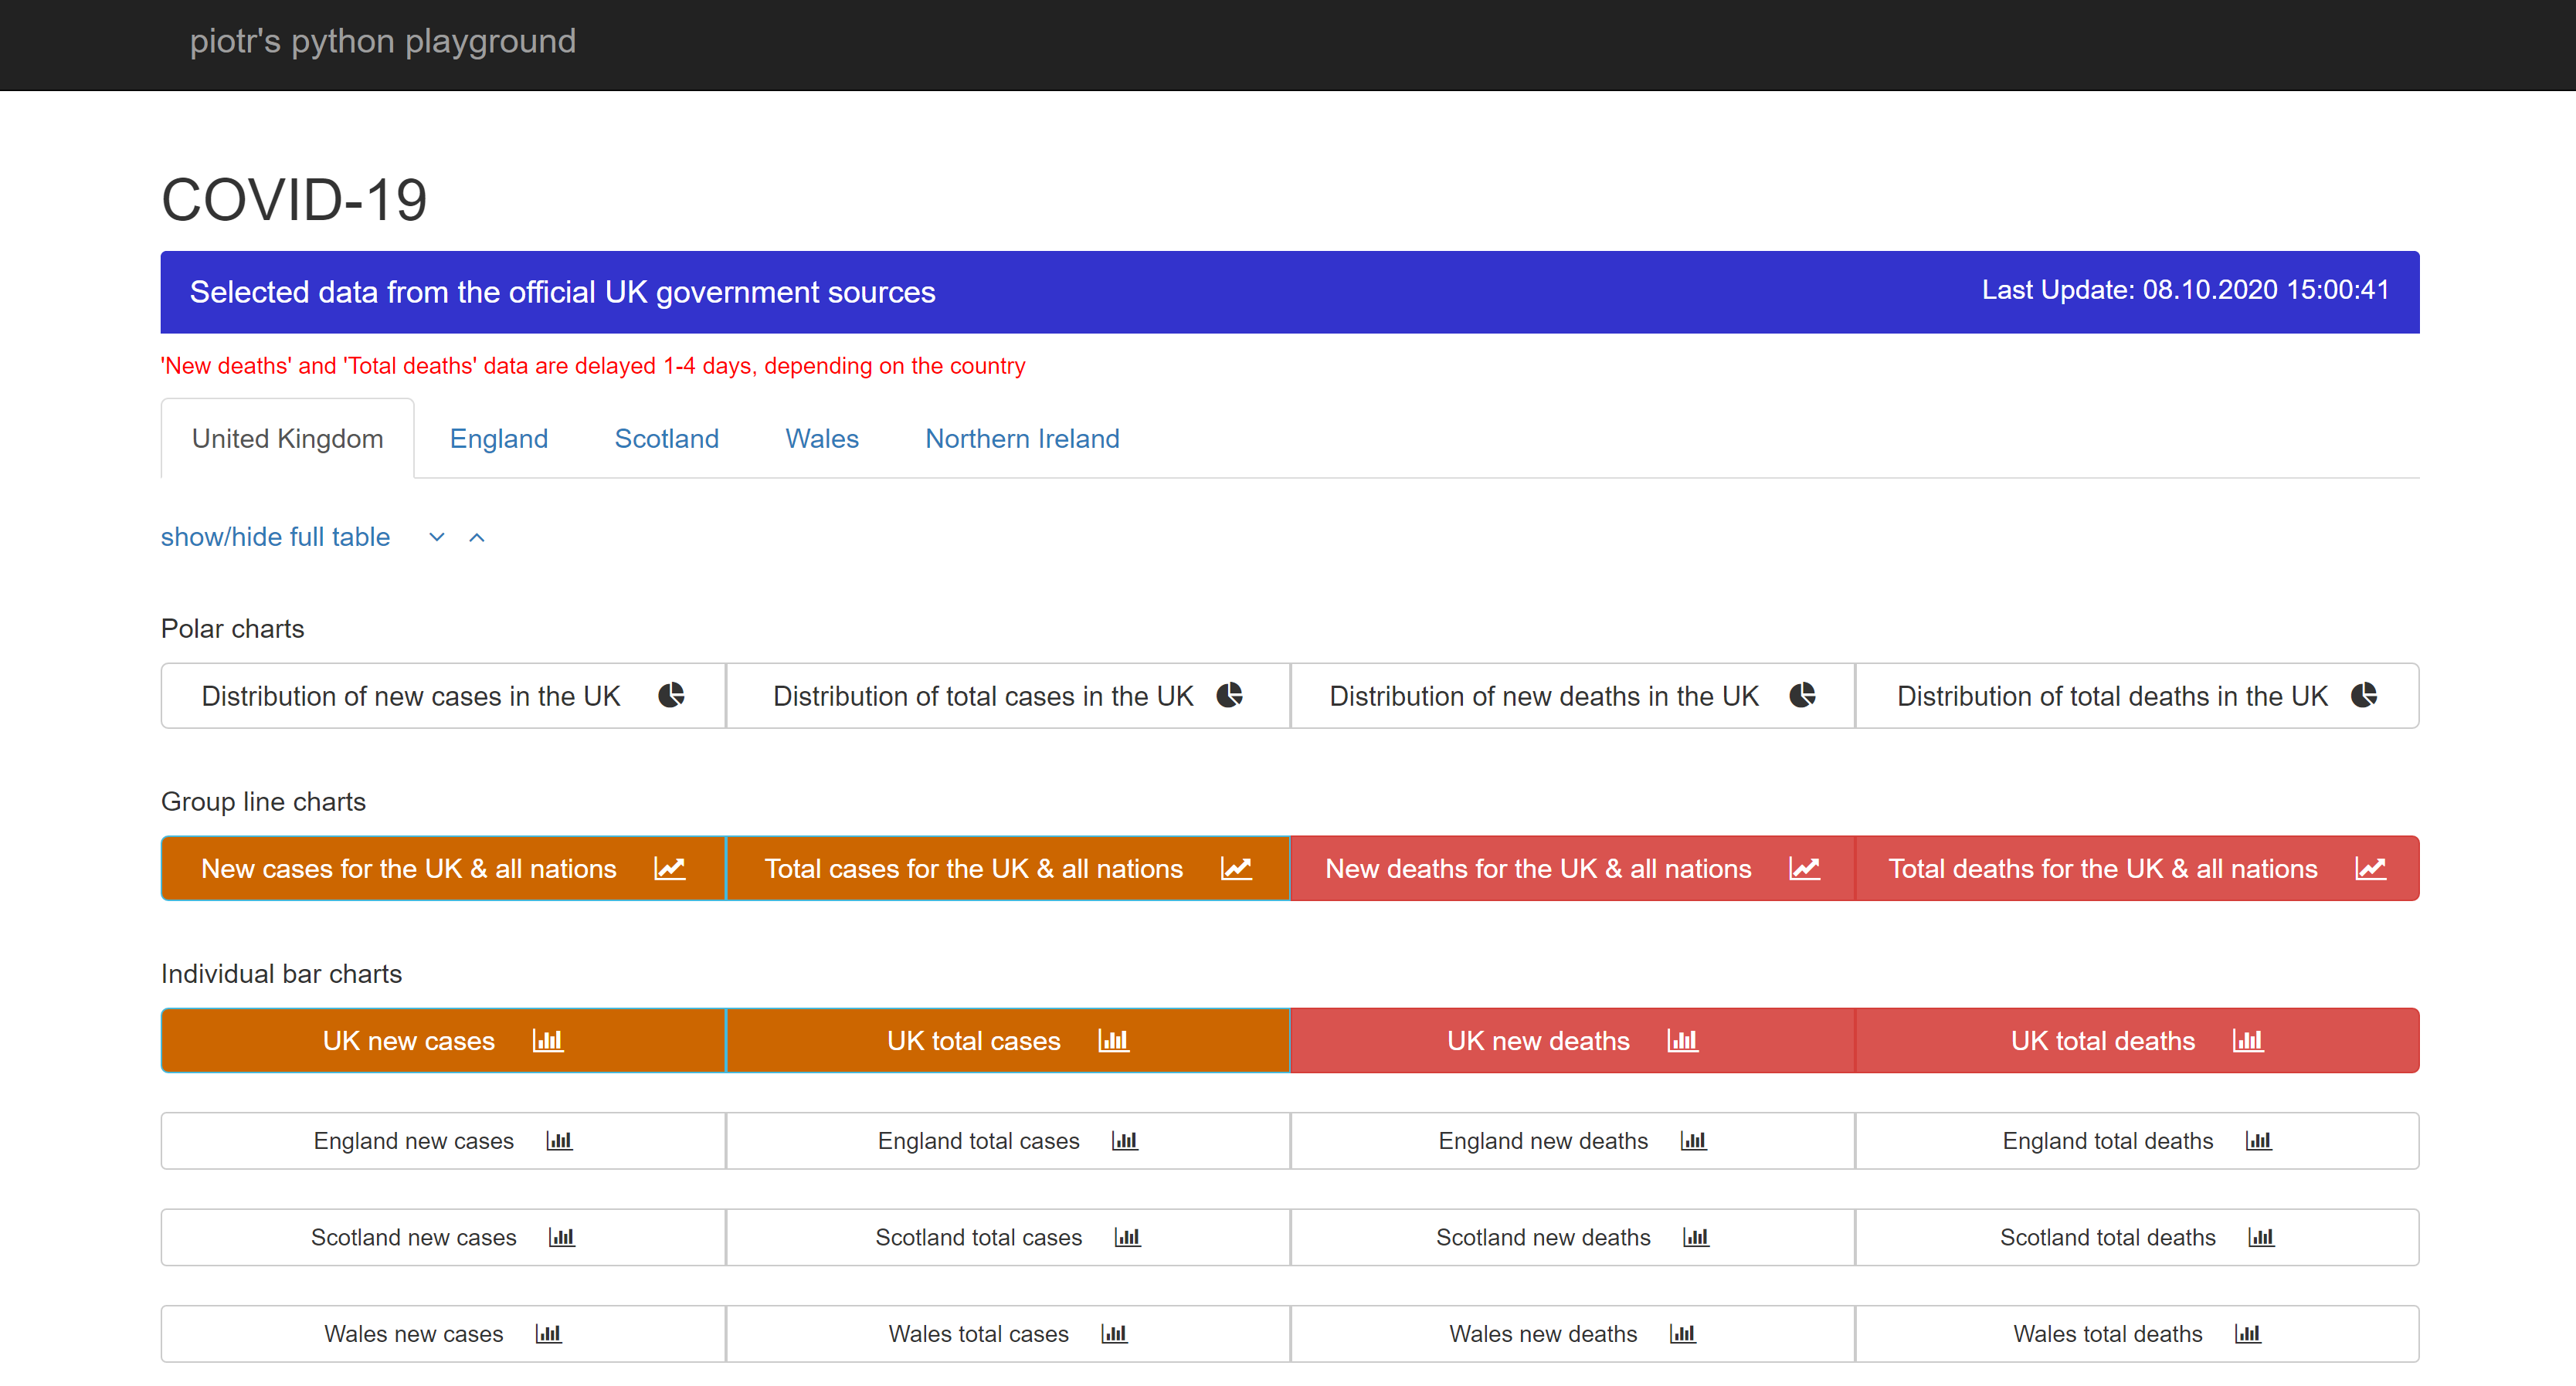 piotr's python playground
COVID-19
Selected data from the official UK government sources
Last Update: 08.10.2020 15:00:41
'New deaths' and 'Total deaths' data are delayed 1-4 days, depending on the country
United Kingdom England Scotland Wales Northern Ireland
show/hide full table
Polar charts
Distribution of new cases in the UK Distribution of total cases in the UK Distribution of new deaths in the UK Distribution of total deaths in the UK
Group line charts
New cases for the UK & all nations Total cases for the UK & all nations New deaths for the UK & all nations Total deaths for the UK & all nations
Individual bar charts
UK new cases UK total cases UK new deaths UK total deaths
England new cases England total cases England new deaths England total deaths
Scotland new cases Scotland total cases Scotland new deaths Scotland total deaths
Wales new cases Wales total cases Wales new deaths Wales total deaths